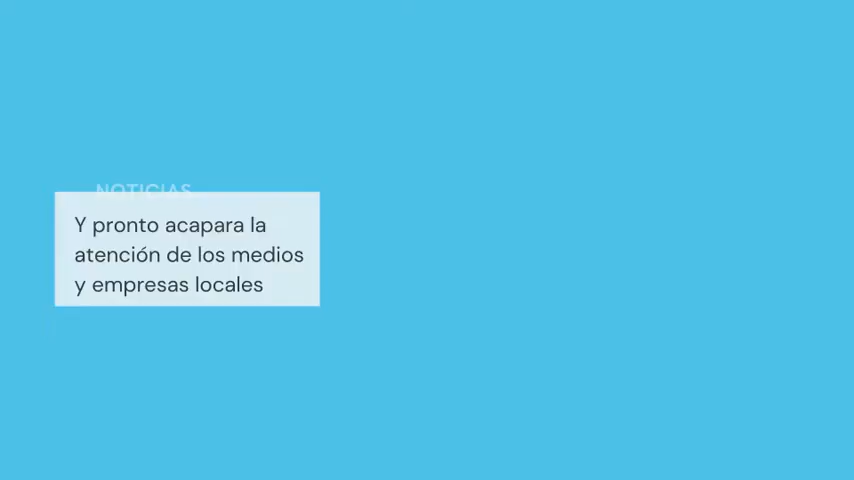 NOTICIAS
Y pronto acapara la
atención de los medios
y empresas locales